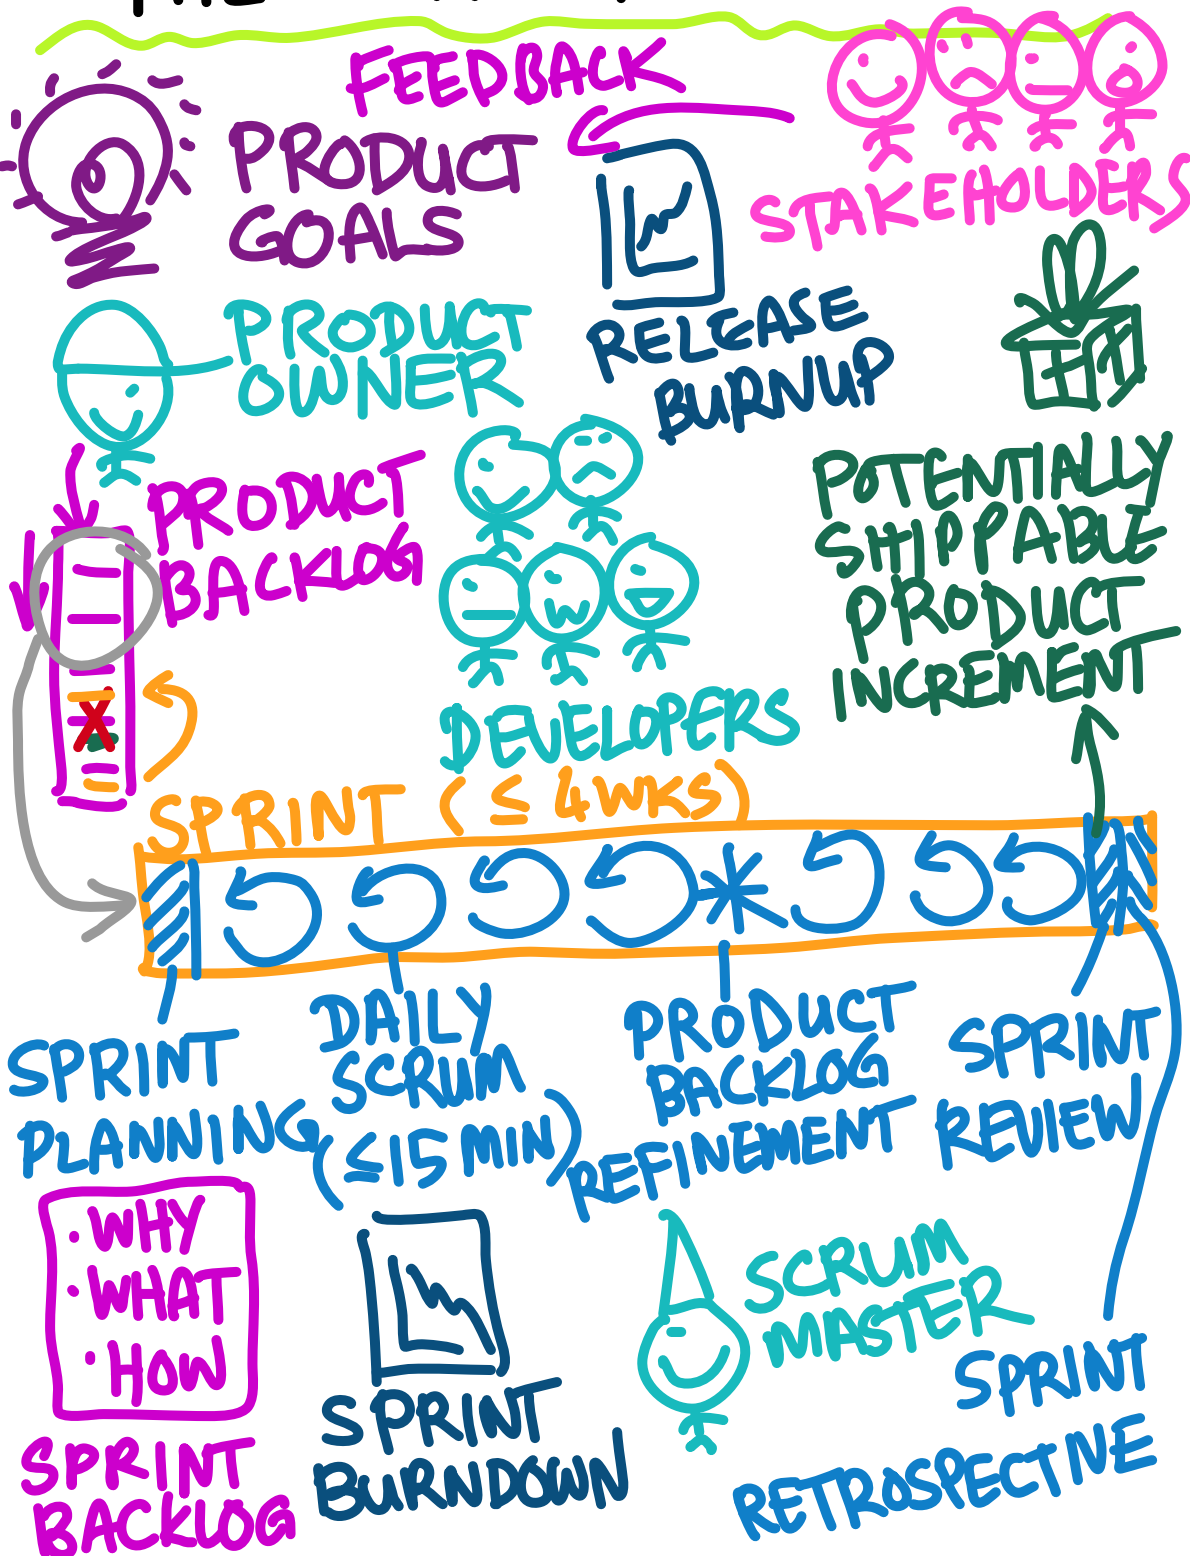 FEEDBACK
PRODUCT
GOALS
STAKEHOLDERS
PRODUCT
OWNER
RELEASE
BURNUP
PRODUCT
BACKLOG
POTENTIALLY
SHIPPABLE
PRODUCT
INCREMENT
DEVELOPERS
SPRINT (≤ 4WKS)
X
SPRINT
PLANNING
DAILY
SCRUM
(≤15 MIN)
PRODUCT
BACKLOG
REFINEMENT
SPRINT
REVIEW
· WHY
· WHAT
· HOW
SPRINT
BACKLOG
SPRINT
BURNDOWN
SCRUM
MASTER
SPRINT
RETROSPECTIVE